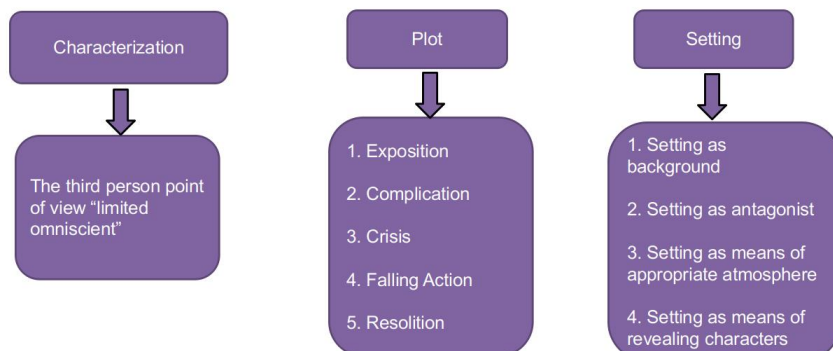 Characterization
The third person point
of view “limited
omniscient”
Plot
1. Exposition
2. Complication
3. Crisis
4. Falling Action
5. Resolition
Setting
1. Setting as
background
2. Setting as antagonist
3. Setting as means of
appropriate atmosphere
4. Setting as means of
revealing characters